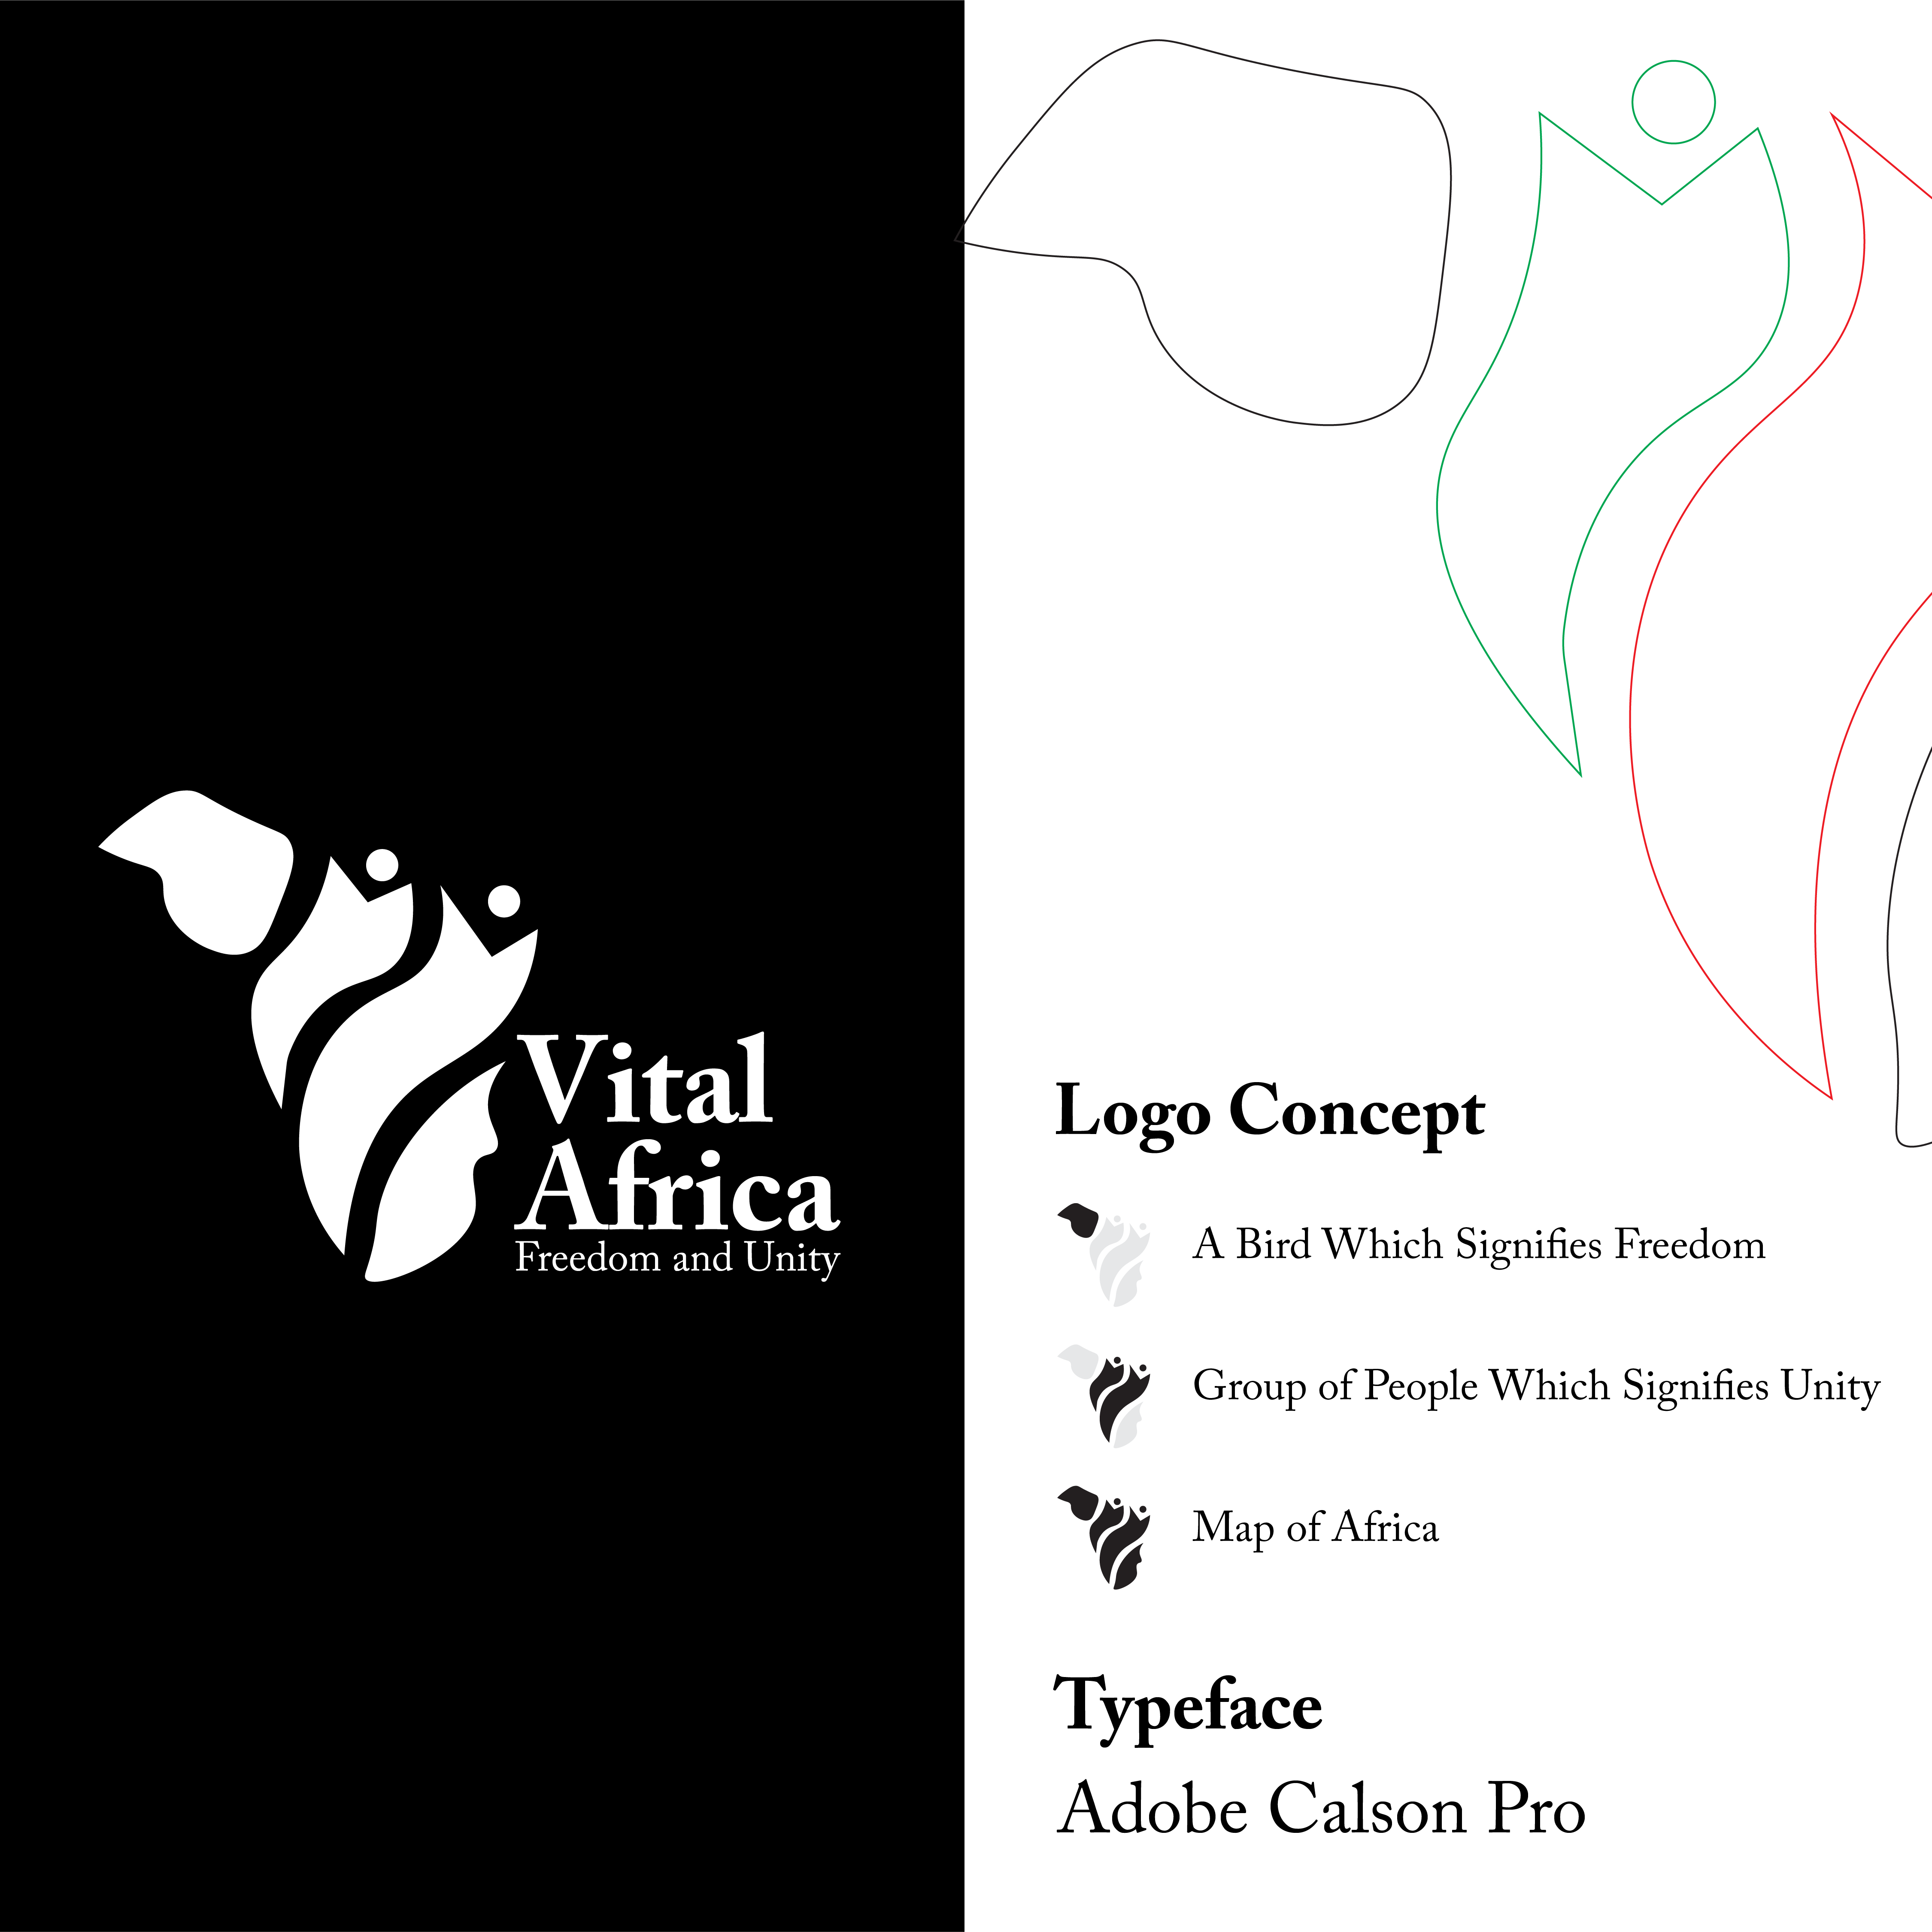 Vital
Africa
Freedom and Unity
Logo Concept
A Bird Which Signifies Freedom
Group of People Which Signifies Unity
Map of Africa
Typeface
Adobe Calson Pro